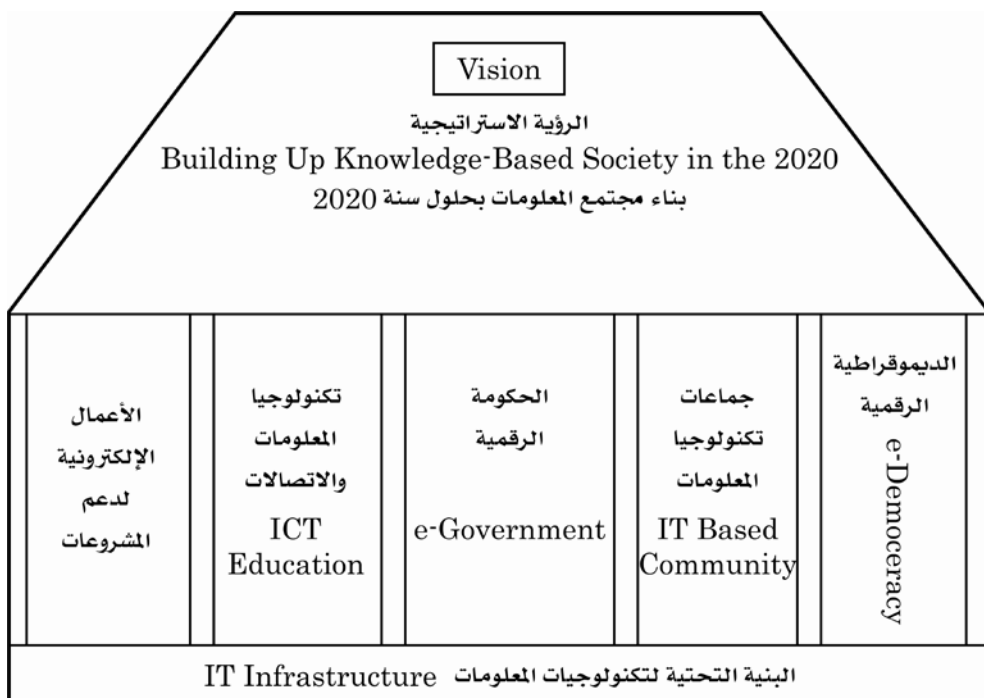 Vision
الرؤية الاستراتيجية
Building Up Knowledge-Based Society in the 2020
بناء مجتمع المعلومات بحلول سنة 2020
الأعمال
الإلكترونية
لدعم
المشروعات
تكنولوجيا
المعلومات
والاتصالات
ICT
Education
الحكومة
الرقمية
e-Government
جماعات
تكنولوجيا
المعلومات
IT Based
Community
الديموقراطية
الرقمية
e-Democeracy
IT Infrastructure البنية التحتية لتكنولوجيات المعلومات